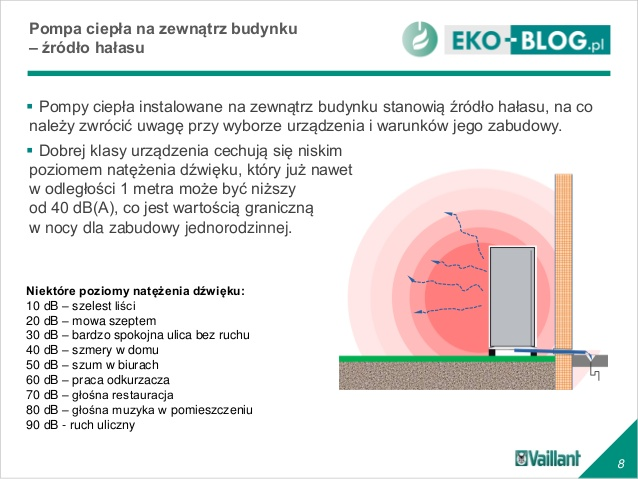 Pompa ciepła na zewnątrz budynku
– źródło hałasu
EKO-BLOG.pl
▪ Pompy ciepła instalowane na zewnątrz budynku stanowią źródło hałasu, na co
należy zwrócić uwagę przy wyborze urządzenia i warunków jego zabudowy.
▪ Dobrej klasy urządzenia cechują się niskim
poziomem natężenia dźwięku, który już nawet
w odległości 1 metra może być niższy
od 40 dB(A), co jest wartością graniczną
w nocy dla zabudowy jednorodzinnej.
Niektóre poziomy natężenia dźwięku:
10 dB – szelest liści
20 dB – mowa szeptem
30 dB – bardzo spokojna ulica bez ruchu
40 dB – szmery w domu
50 dB – szum w biurach
60 dB – praca odkurzacza
70 dB – głośna restauracja
80 dB – głośna muzyka w pomieszczeniu
90 dB - ruch uliczny
Vaillant
8